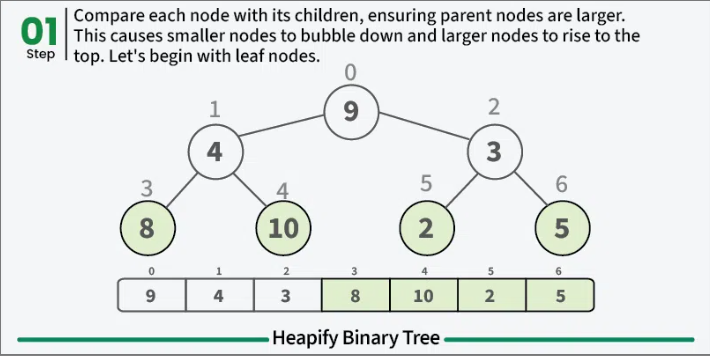 01
Step
Compare each node with its children, ensuring parent nodes are larger.
This causes smaller nodes to bubble down and larger nodes to rise to the
top. Let's begin with leaf nodes.
0
9
1
2
4
3
3
4
5
6
8
10
2
5
0 1 2 3 4 5 6
9 4 3 8 10 2 5
Heapify Binary Tree